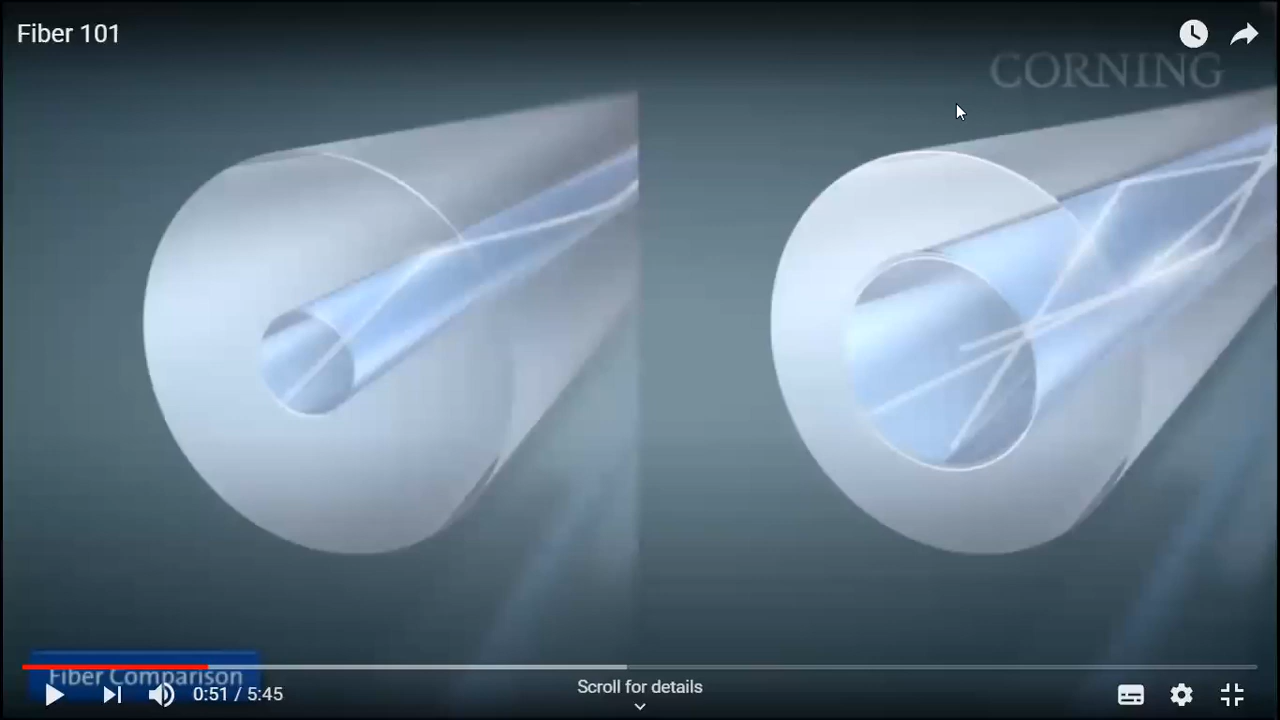 Fiber 101
CORNING
Fiber Comparison
0:51 / 5:45
Scroll for details